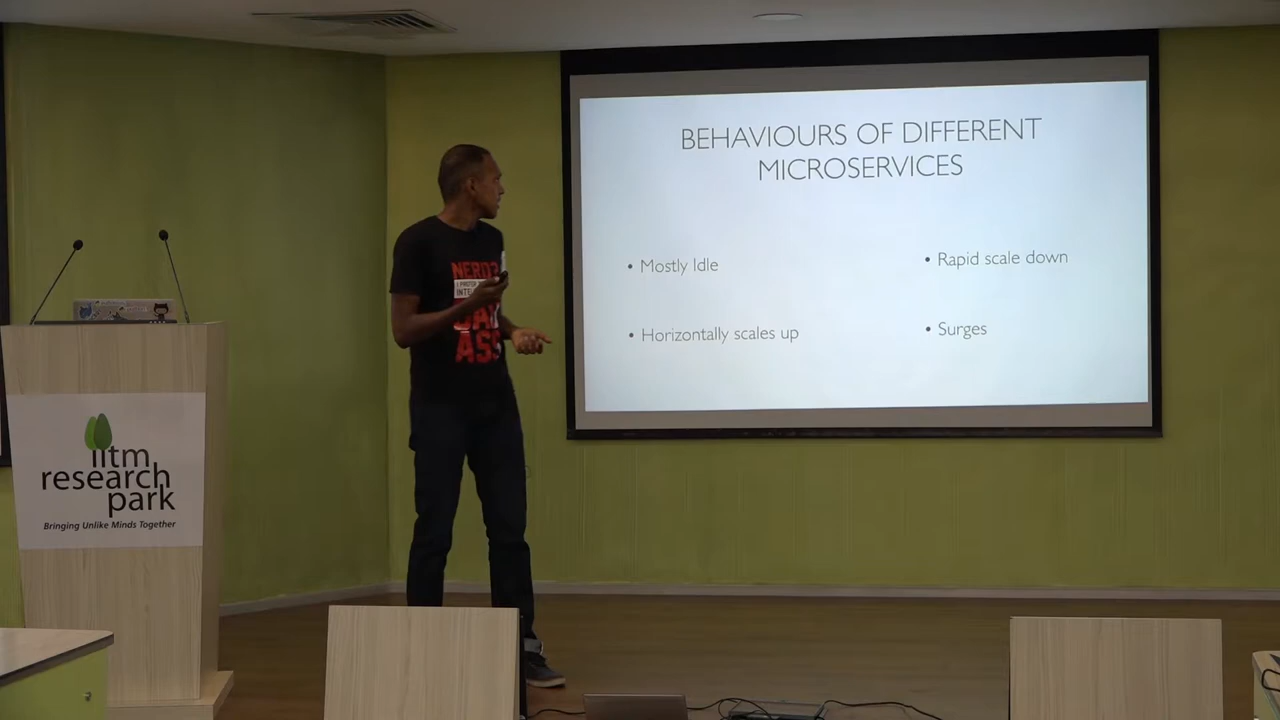 BEHAVIOURS OF DIFFERENT
MICROSERVICES
• Mostly Idle
• Rapid scale down
• Horizontally scales up
• Surges
NERD?
ASS
iitm
research
park
Bringing Unlike Minds Together